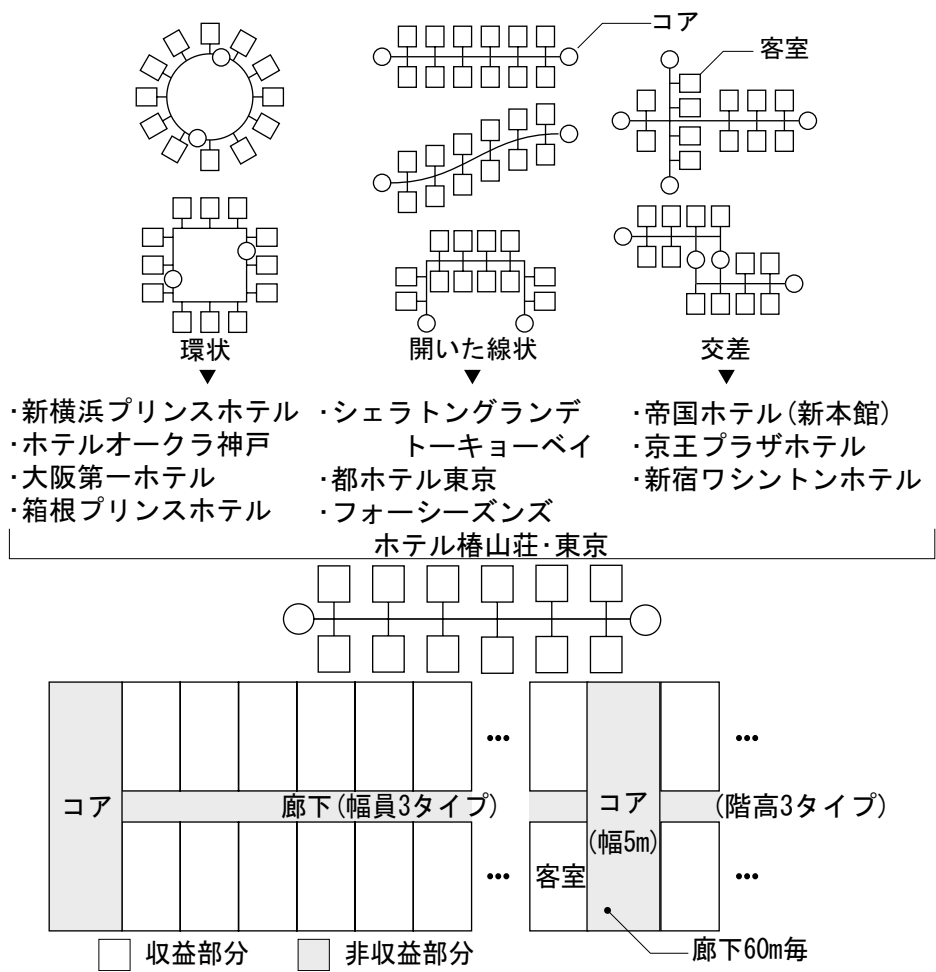 コア
客室
環状
開いた線状
交差
▼
▼
▼
・新横浜プリンスホテル
・ホテルオークラ神戸
・大阪第一ホテル
・箱根プリンスホテル
・シェラトングランデ
トーキョーベイ
・都ホテル東京
・フォーシーズンズ
ホテル椿山荘・東京
・帝国ホテル(新本館)
・京王プラザホテル
・新宿ワシントンホテル
…
…
コア
廊下(幅員3タイプ)
コア
(幅5m)
(階高3タイプ)
…
客室
…
収益部分
非収益部分
廊下60m毎